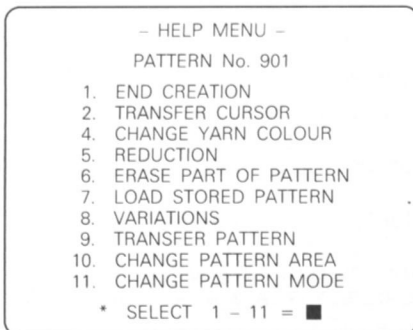 – HELP MENU –
PATTERN No. 901
1. END CREATION
2. TRANSFER CURSOR
4. CHANGE YARN COLOUR
5. REDUCTION
6. ERASE PART OF PATTERN
7. LOAD STORED PATTERN
8. VARIATIONS
9. TRANSFER PATTERN
10. CHANGE PATTERN AREA
11. CHANGE PATTERN MODE
* SELECT 1 – 11 = ■